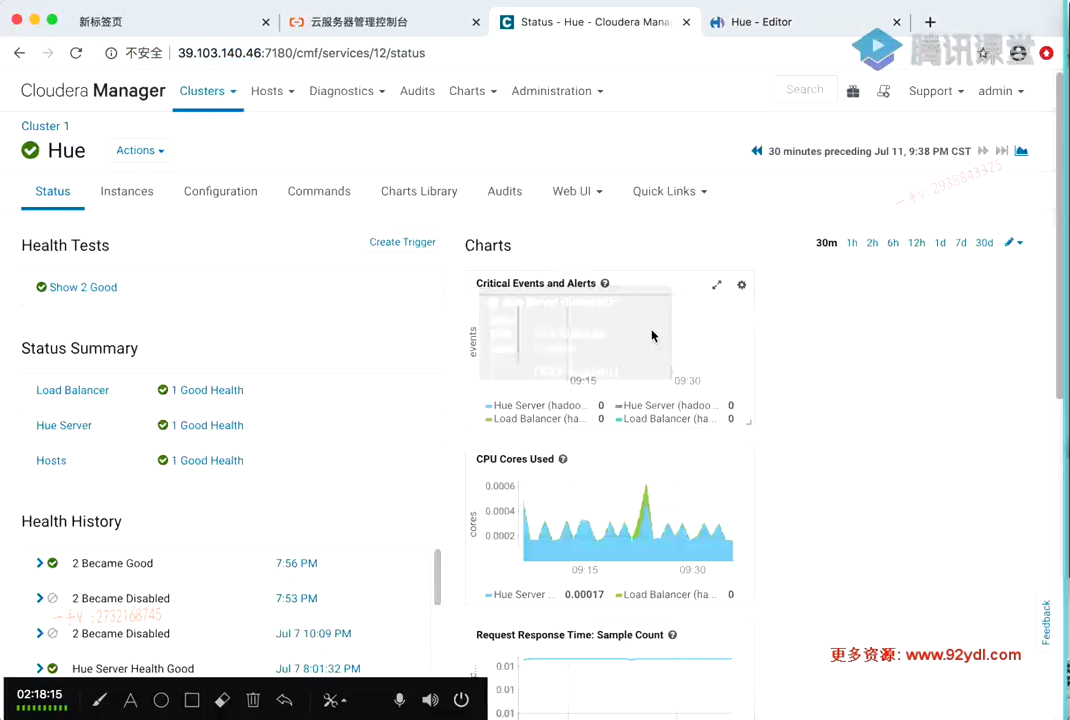 新标签页
云服务器管理控制台
Status - Hue - Cloudera Mana
Hue - Editor
不安全
39.103.140.46:7180/cmf/services/12/status
腾讯课堂
Cloudera Manager
Clusters
Hosts
Diagnostics
Audits
Charts
Administration
Search
Support
admin
Cluster 1
Hue
Actions
30 minutes preceding Jul 11, 9:38 PM CST
Status
Instances
Configuration
Commands
Charts Library
Audits
Web UI
Quick Links
一手v:2938843325
Health Tests
Create Trigger
Charts
30m 1h 2h 6h 12h 1d 7d 30d
Show 2 Good
Critical Events and Alerts
events
09:15
09:30
Hue Server (hadoo... 0
Hue Server (hadoo... 0
Load Balancer (ha... 0
Load Balancer (ha... 0
Status Summary
Load Balancer
1 Good Health
Hue Server
1 Good Health
Hosts
1 Good Health
CPU Cores Used
cores
0.0006
0.0004
0.0002
09:15
09:30
Hue Server ... 0.00017
Load Balancer (ha... 0
Health History
2 Became Good
7:56 PM
2 Became Disabled
7:53 PM
一手v:2732168745
2 Became Disabled
Jul 7 10:09 PM
Hue Server Health Good
Jul 7 8:01:32 PM
Request Response Time: Sample Count
c...
0.01
0.01
0.01
Feedback
更多资源: www.92ydl.com
02:18:15